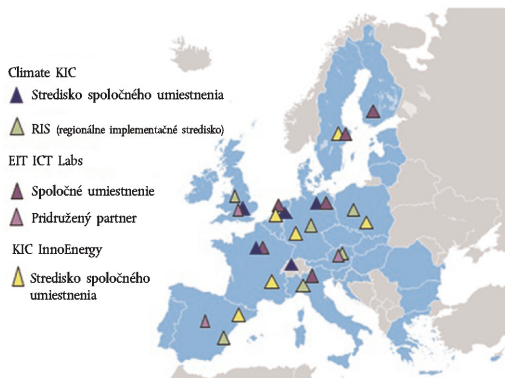 Climate KIC
Stredisko spoločného umiestnenia
RIS (regionálne implementačné stredisko)
EIT ICT Labs
Spoločné umiestnenie
Pridružený partner
KIC InnoEnergy
Stredisko spoločného
umiestnenia